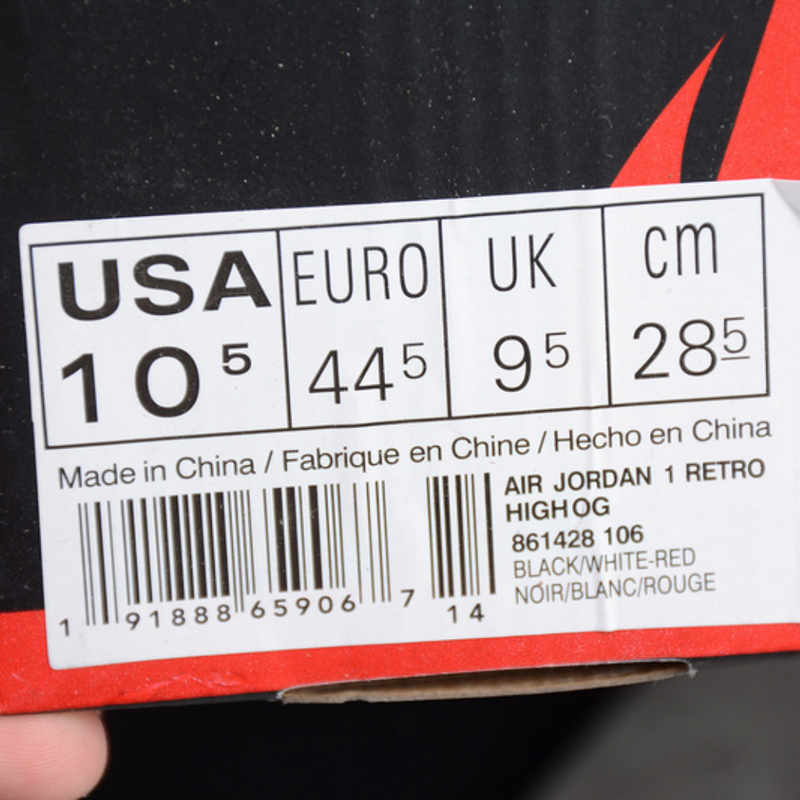 USA EURO UK cm
10⁵ 44⁵ 9⁵ 28⁵
Made in China / Fabrique en Chine / Hecho en China
AIR JORDAN 1 RETRO
HIGH OG
861428 106
BLACK/WHITE-RED
NOIR/BLANC/ROUGE
1 91888 65906 7 14